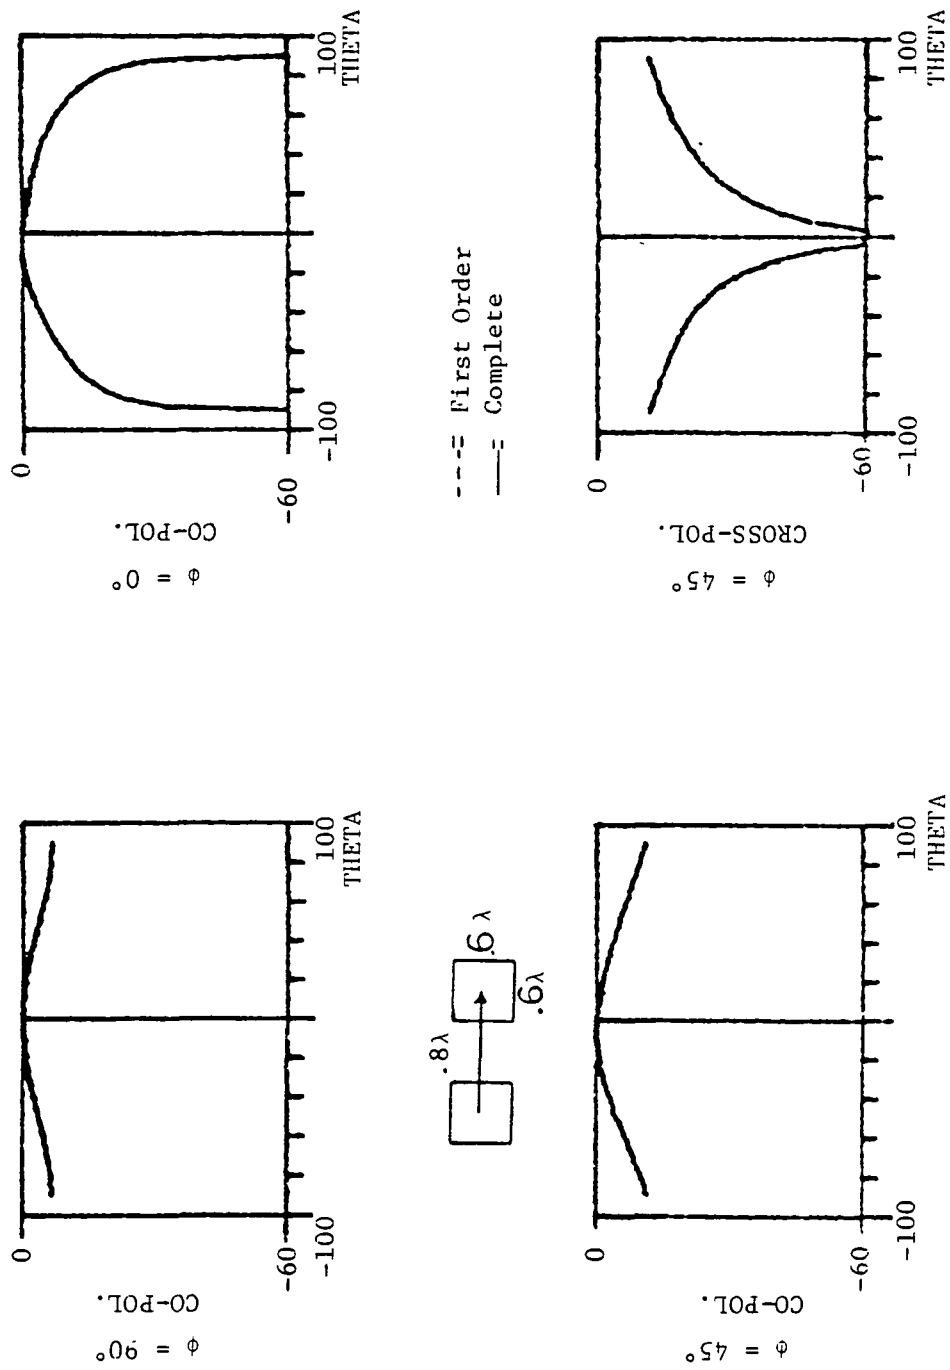 φ = 90°
φ = 0°
CO-POL.
0
-60
-100
100
THETA
CO-POL.
0
-60
-100
100
THETA
.8λ
.6λ
.6λ
---= First Order
——= Complete
φ = 45°
φ = 45°
CO-POL.
0
-60
-100
100
THETA
CROSS-POL.
0
-60
-100
100
THETA